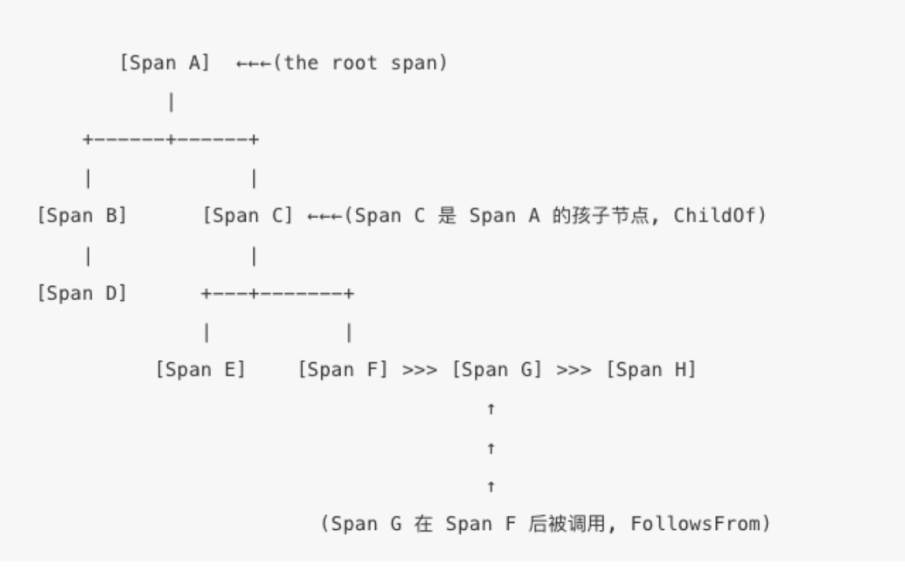 [Span A]  ←←←(the root span)
|
+------+------+
|             |
[Span B]      [Span C] ←←←(Span C 是 Span A 的孩子节点, ChildOf)
|             |
[Span D]      +---+-------+
|           |
[Span E]    [Span F] >>> [Span G] >>> [Span H]
↑
↑
↑
(Span G 在 Span F 后被调用, FollowsFrom)